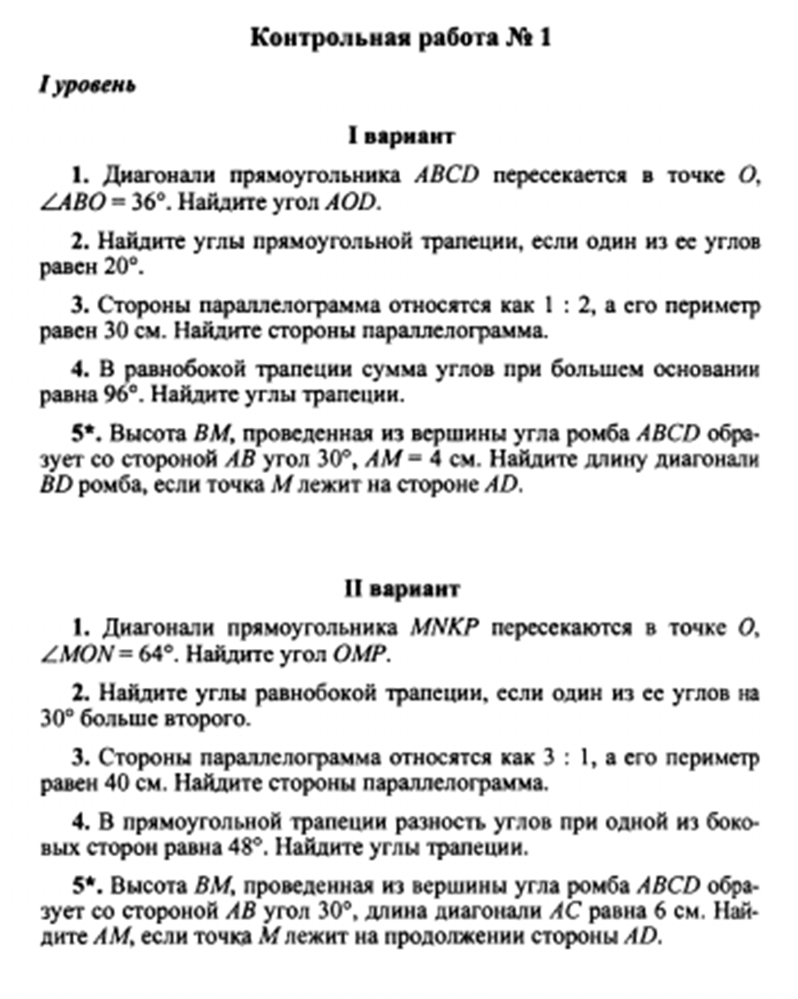 Контрольная работа № 1
I уровень
I вариант
1. Диагонали прямоугольника ABCD пересекается в точке O,
∠ABO = 36°. Найдите угол AOD.
2. Найдите углы прямоугольной трапеции, если один из ее углов
равен 20°.
3. Стороны параллелограмма относятся как 1 : 2, а его периметр
равен 30 см. Найдите стороны параллелограмма.
4. В равнобокой трапеции сумма углов при большем основании
равна 96°. Найдите углы трапеции.
5*. Высота BM, проведенная из вершины угла ромба ABCD обра-
зует со стороной AB угол 30°, AM = 4 см. Найдите длину диагонали
BD ромба, если точка M лежит на стороне AD.
II вариант
1. Диагонали прямоугольника MNKP пересекаются в точке O,
∠MON = 64°. Найдите угол OMP.
2. Найдите углы равнобокой трапеции, если один из ее углов на
30° больше второго.
3. Стороны параллелограмма относятся как 3 : 1, а его периметр
равен 40 см. Найдите стороны параллелограмма.
4. В прямоугольной трапеции разность углов при одной из боко-
вых сторон равна 48°. Найдите углы трапеции.
5*. Высота BM, проведенная из вершины угла ромба ABCD обра-
зует со стороной AB угол 30°, длина диагонали AC равна 6 см. Най-
дите AM, если точка M лежит на продолжении стороны AD.